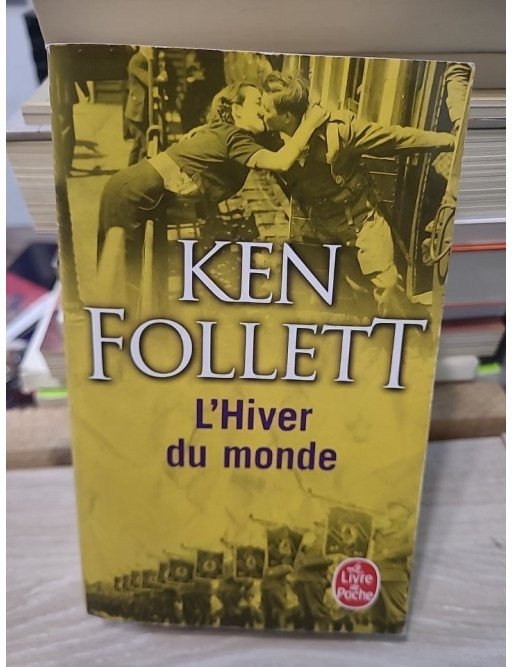 KEN
FOLLETT
L'Hiver
du monde
Le
Livre
de
Poche